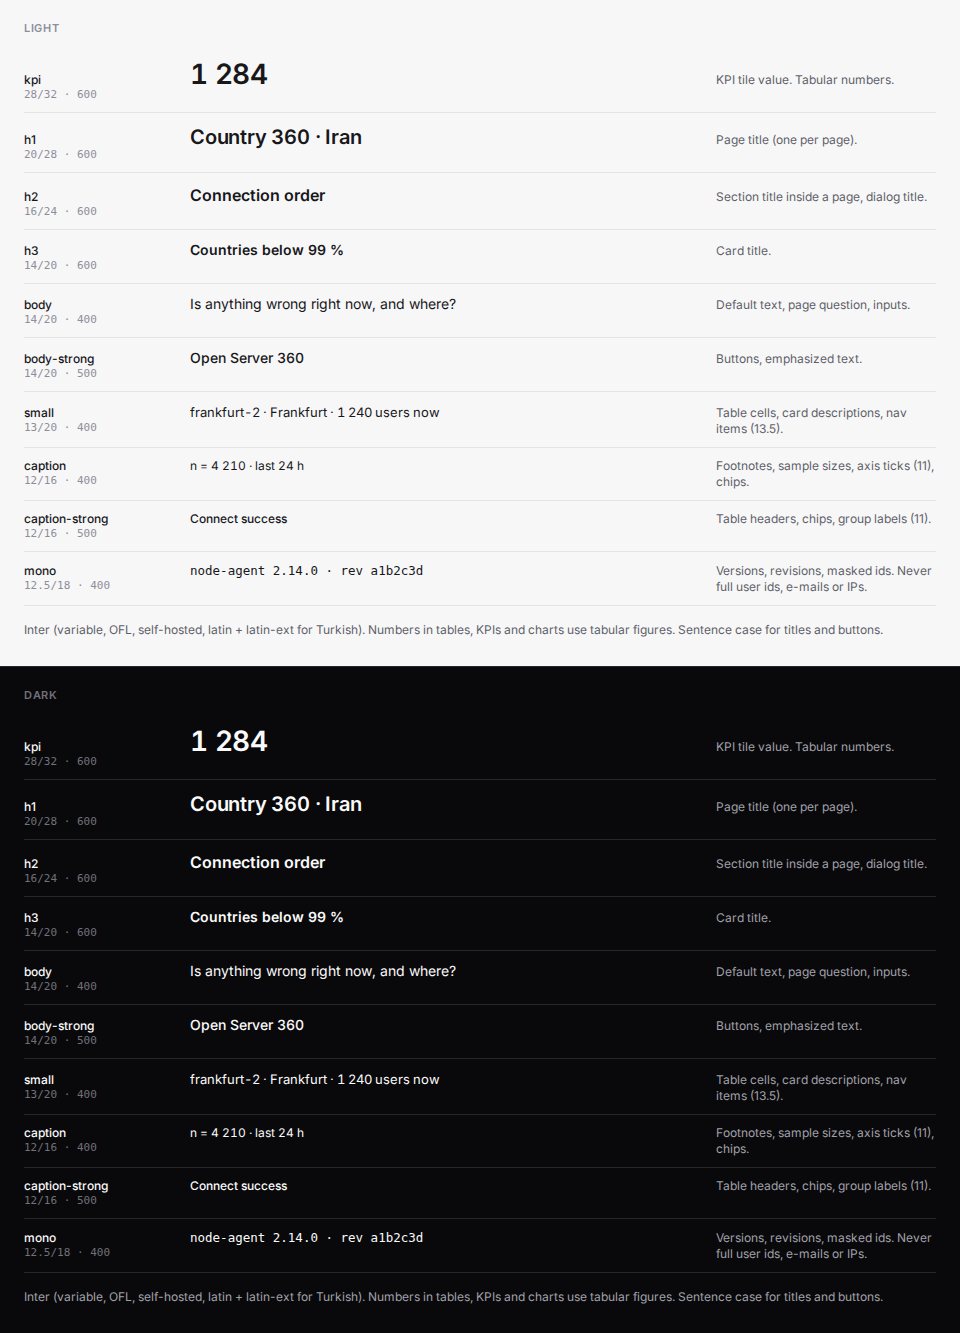 LIGHT
kpi
28/32 · 600
1 284
KPI tile value. Tabular numbers.
h1
20/28 · 600
Country 360 · Iran
Page title (one per page).
h2
16/24 · 600
Connection order
Section title inside a page, dialog title.
h3
14/20 · 600
Countries below 99 %
Card title.
body
14/20 · 400
Is anything wrong right now, and where?
Default text, page question, inputs.
body-strong
14/20 · 500
Open Server 360
Buttons, emphasized text.
small
13/20 · 400
frankfurt-2 · Frankfurt · 1 240 users now
Table cells, card descriptions, nav
items (13.5).
caption
12/16 · 400
n = 4 210 · last 24 h
Footnotes, sample sizes, axis ticks (11),
chips.
caption-strong
12/16 · 500
Connect success
Table headers, chips, group labels (11).
mono
12.5/18 · 400
node-agent 2.14.0 · rev a1b2c3d
Versions, revisions, masked ids. Never
full user ids, e-mails or IPs.
Inter (variable, OFL, self-hosted, latin + latin-ext for Turkish). Numbers in tables, KPIs and charts use tabular figures. Sentence case for titles and buttons.
DARK
kpi
28/32 · 600
1 284
KPI tile value. Tabular numbers.
h1
20/28 · 600
Country 360 · Iran
Page title (one per page).
h2
16/24 · 600
Connection order
Section title inside a page, dialog title.
h3
14/20 · 600
Countries below 99 %
Card title.
body
14/20 · 400
Is anything wrong right now, and where?
Default text, page question, inputs.
body-strong
14/20 · 500
Open Server 360
Buttons, emphasized text.
small
13/20 · 400
frankfurt-2 · Frankfurt · 1 240 users now
Table cells, card descriptions, nav
items (13.5).
caption
12/16 · 400
n = 4 210 · last 24 h
Footnotes, sample sizes, axis ticks (11),
chips.
caption-strong
12/16 · 500
Connect success
Table headers, chips, group labels (11).
mono
12.5/18 · 400
node-agent 2.14.0 · rev a1b2c3d
Versions, revisions, masked ids. Never
full user ids, e-mails or IPs.
Inter (variable, OFL, self-hosted, latin + latin-ext for Turkish). Numbers in tables, KPIs and charts use tabular figures. Sentence case for titles and buttons.